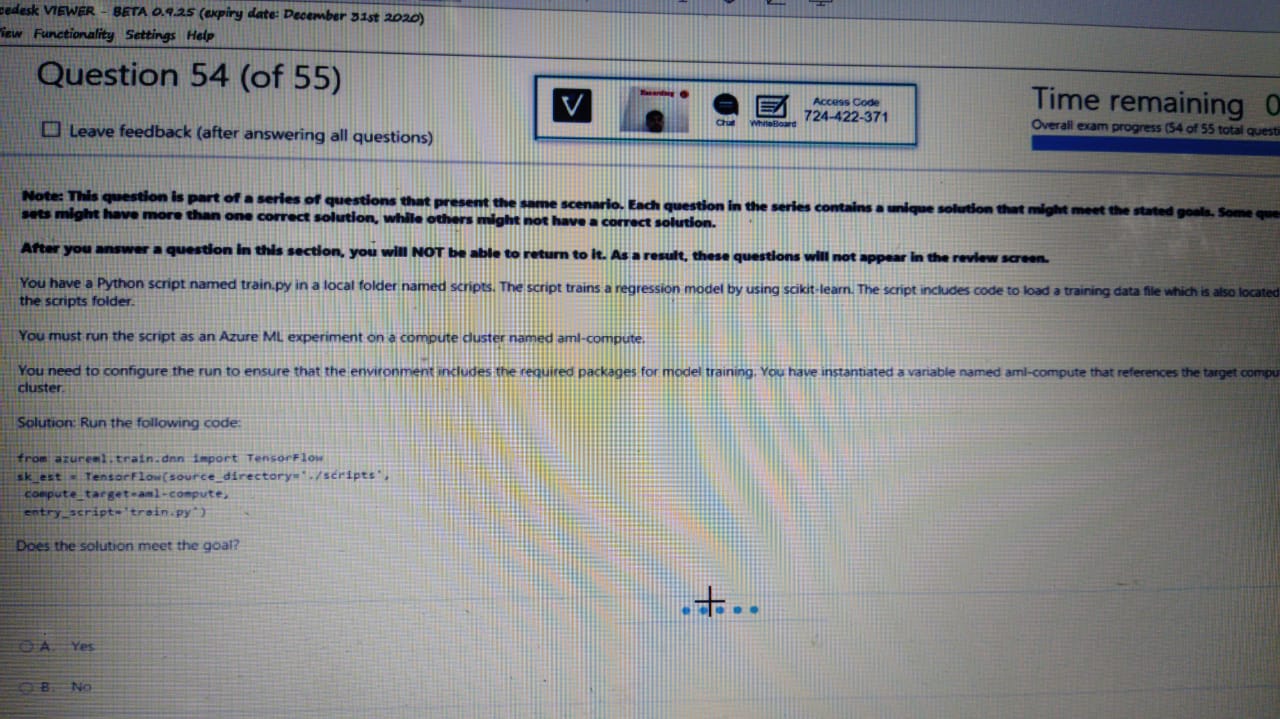 cedesk VIEWER - BETA 0.9.25 (expiry date: December 31st 2020)
iew Functionality Settings Help
Question 54 (of 55)
Leave feedback (after answering all questions)
V
Recording
Chat
WhiteBoard
Access Code
724-422-371
Time remaining 0
Overall exam progress (54 of 55 total questi
Note: This question is part of a series of questions that present the same scenario. Each question in the series contains a unique solution that might meet the stated goals. Some que
sets might have more than one correct solution, while others might not have a correct solution.
After you answer a question in this section, you will NOT be able to return to it. As a result, these questions will not appear in the review screen.
You have a Python script named train.py in a local folder named scripts. The script trains a regression model by using scikit-learn. The script includes code to load a training data file which is also located
the scripts folder.
You must run the script as an Azure ML experiment on a compute cluster named aml-compute.
You need to configure the run to ensure that the environment includes the required packages for model training. You have instantiated a variable named aml-compute that references the target compu
cluster.
Solution: Run the following code:
from azureml.train.dnn import TensorFlow
sk_est = TensorFlow(source_directory='./scripts',
compute_target=aml-compute,
entry_script='train.py')
Does the solution meet the goal?
A. Yes
B. No